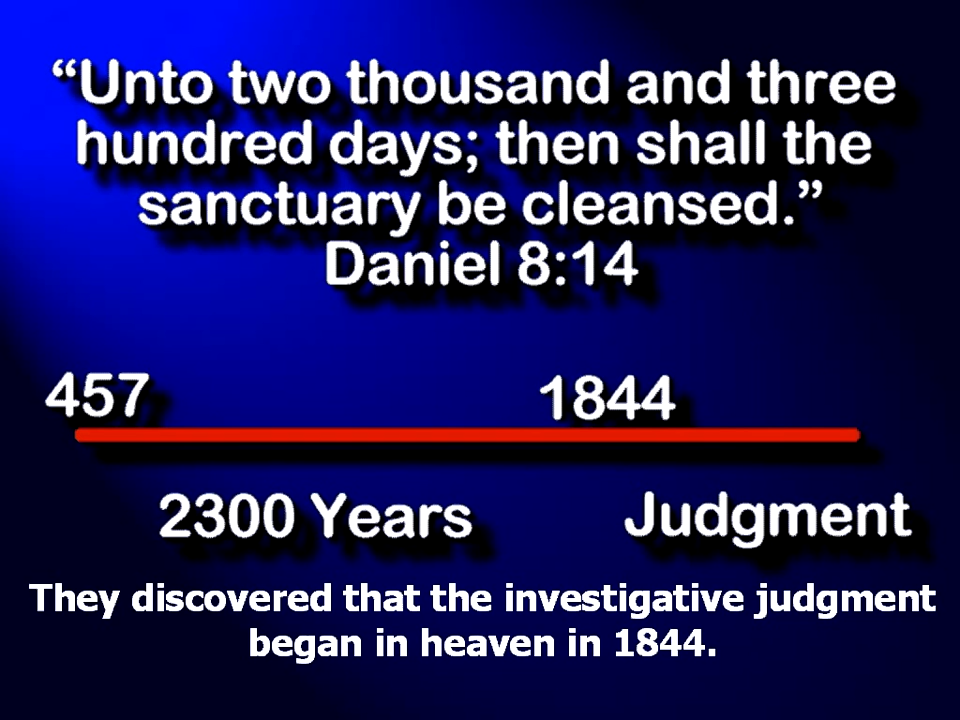 “Unto two thousand and three
hundred days; then shall the
sanctuary be cleansed.”
Daniel 8:14
457 1844
2300 Years Judgment
They discovered that the investigative judgment
began in heaven in 1844.